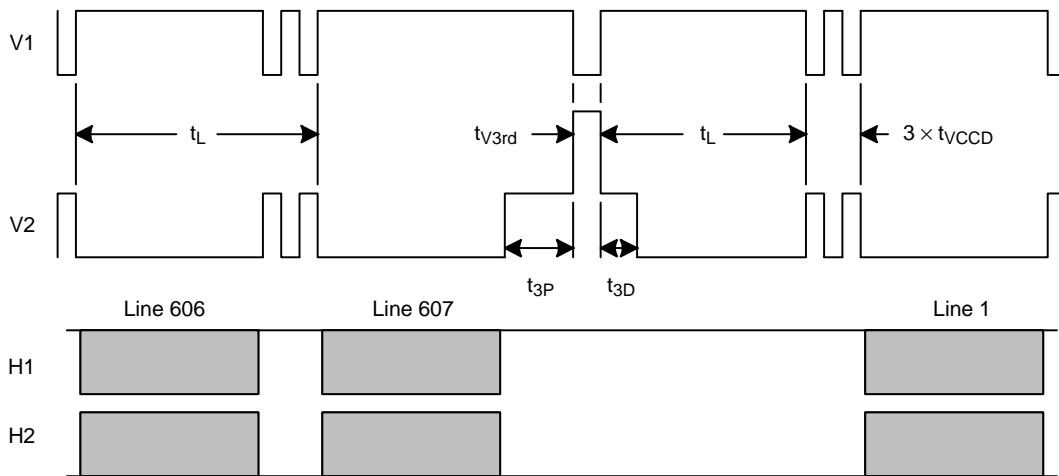 V1
t_L
t_V3rd
t_L
3 × t_VCCD
V2
t_3P
t_3D
Line 606
Line 607
Line 1
H1
H2